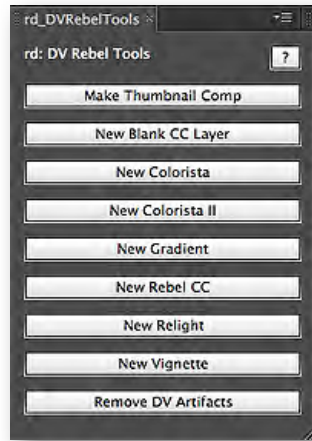 rd_DVRebelTools ×
rd: DV Rebel Tools ?
Make Thumbnail Comp
New Blank CC Layer
New Colorista
New Colorista II
New Gradient
New Rebel CC
New Relight
New Vignette
Remove DV Artifacts